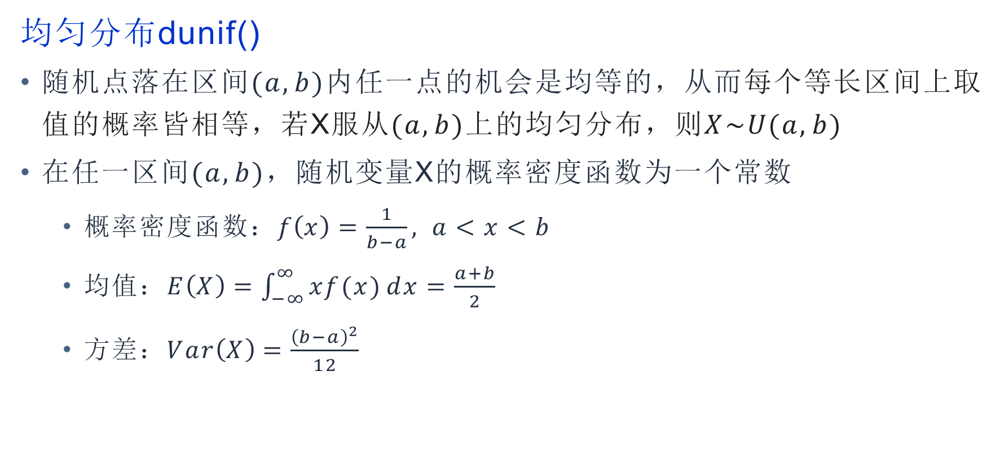 均匀分布dunif()
• 随机点落在区间(a, b)内任一点的机会是均等的，从而每个等长区间上取
值的概率皆相等，若X服从(a, b)上的均匀分布，则X~U(a, b)
• 在任一区间(a, b)，随机变量X的概率密度函数为一个常数
• 概率密度函数：f(x) = \frac{1}{b-a}, a < x < b
• 均值：E(X) = ∫_{-∞}^{∞} xf(x) dx = \frac{a+b}{2}
• 方差：Var(X) = \frac{(b-a)^2}{12}